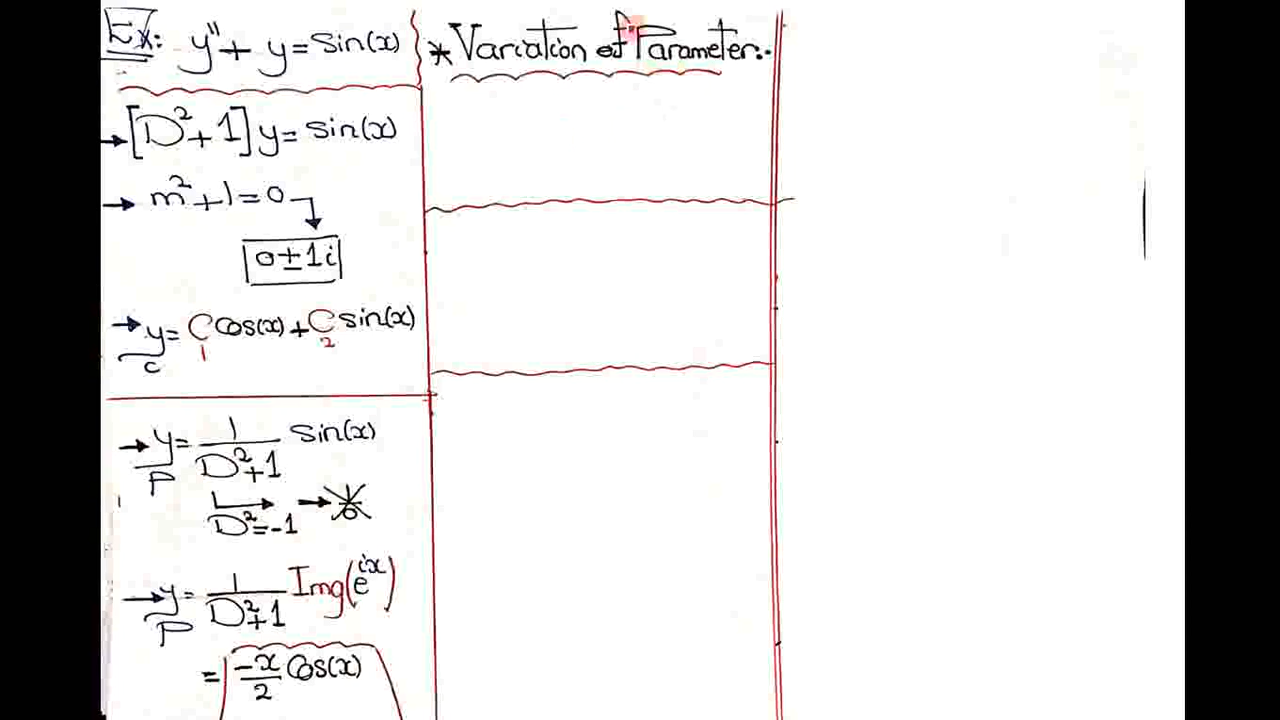 Ex: y'' + y = sin(x)
→ [D² + 1] y = sin(x)
→ m² + 1 = 0
0 ± 1i
→ y_c = C₁ cos(x) + C₂ sin(x)
→ y_P = 1/(D² + 1) sin(x)
D² = -1 → 1/0
→ y_P = 1/(D² + 1) Img(e^{ix})
= -x/2 cos(x)
* Variation of Parameter:-